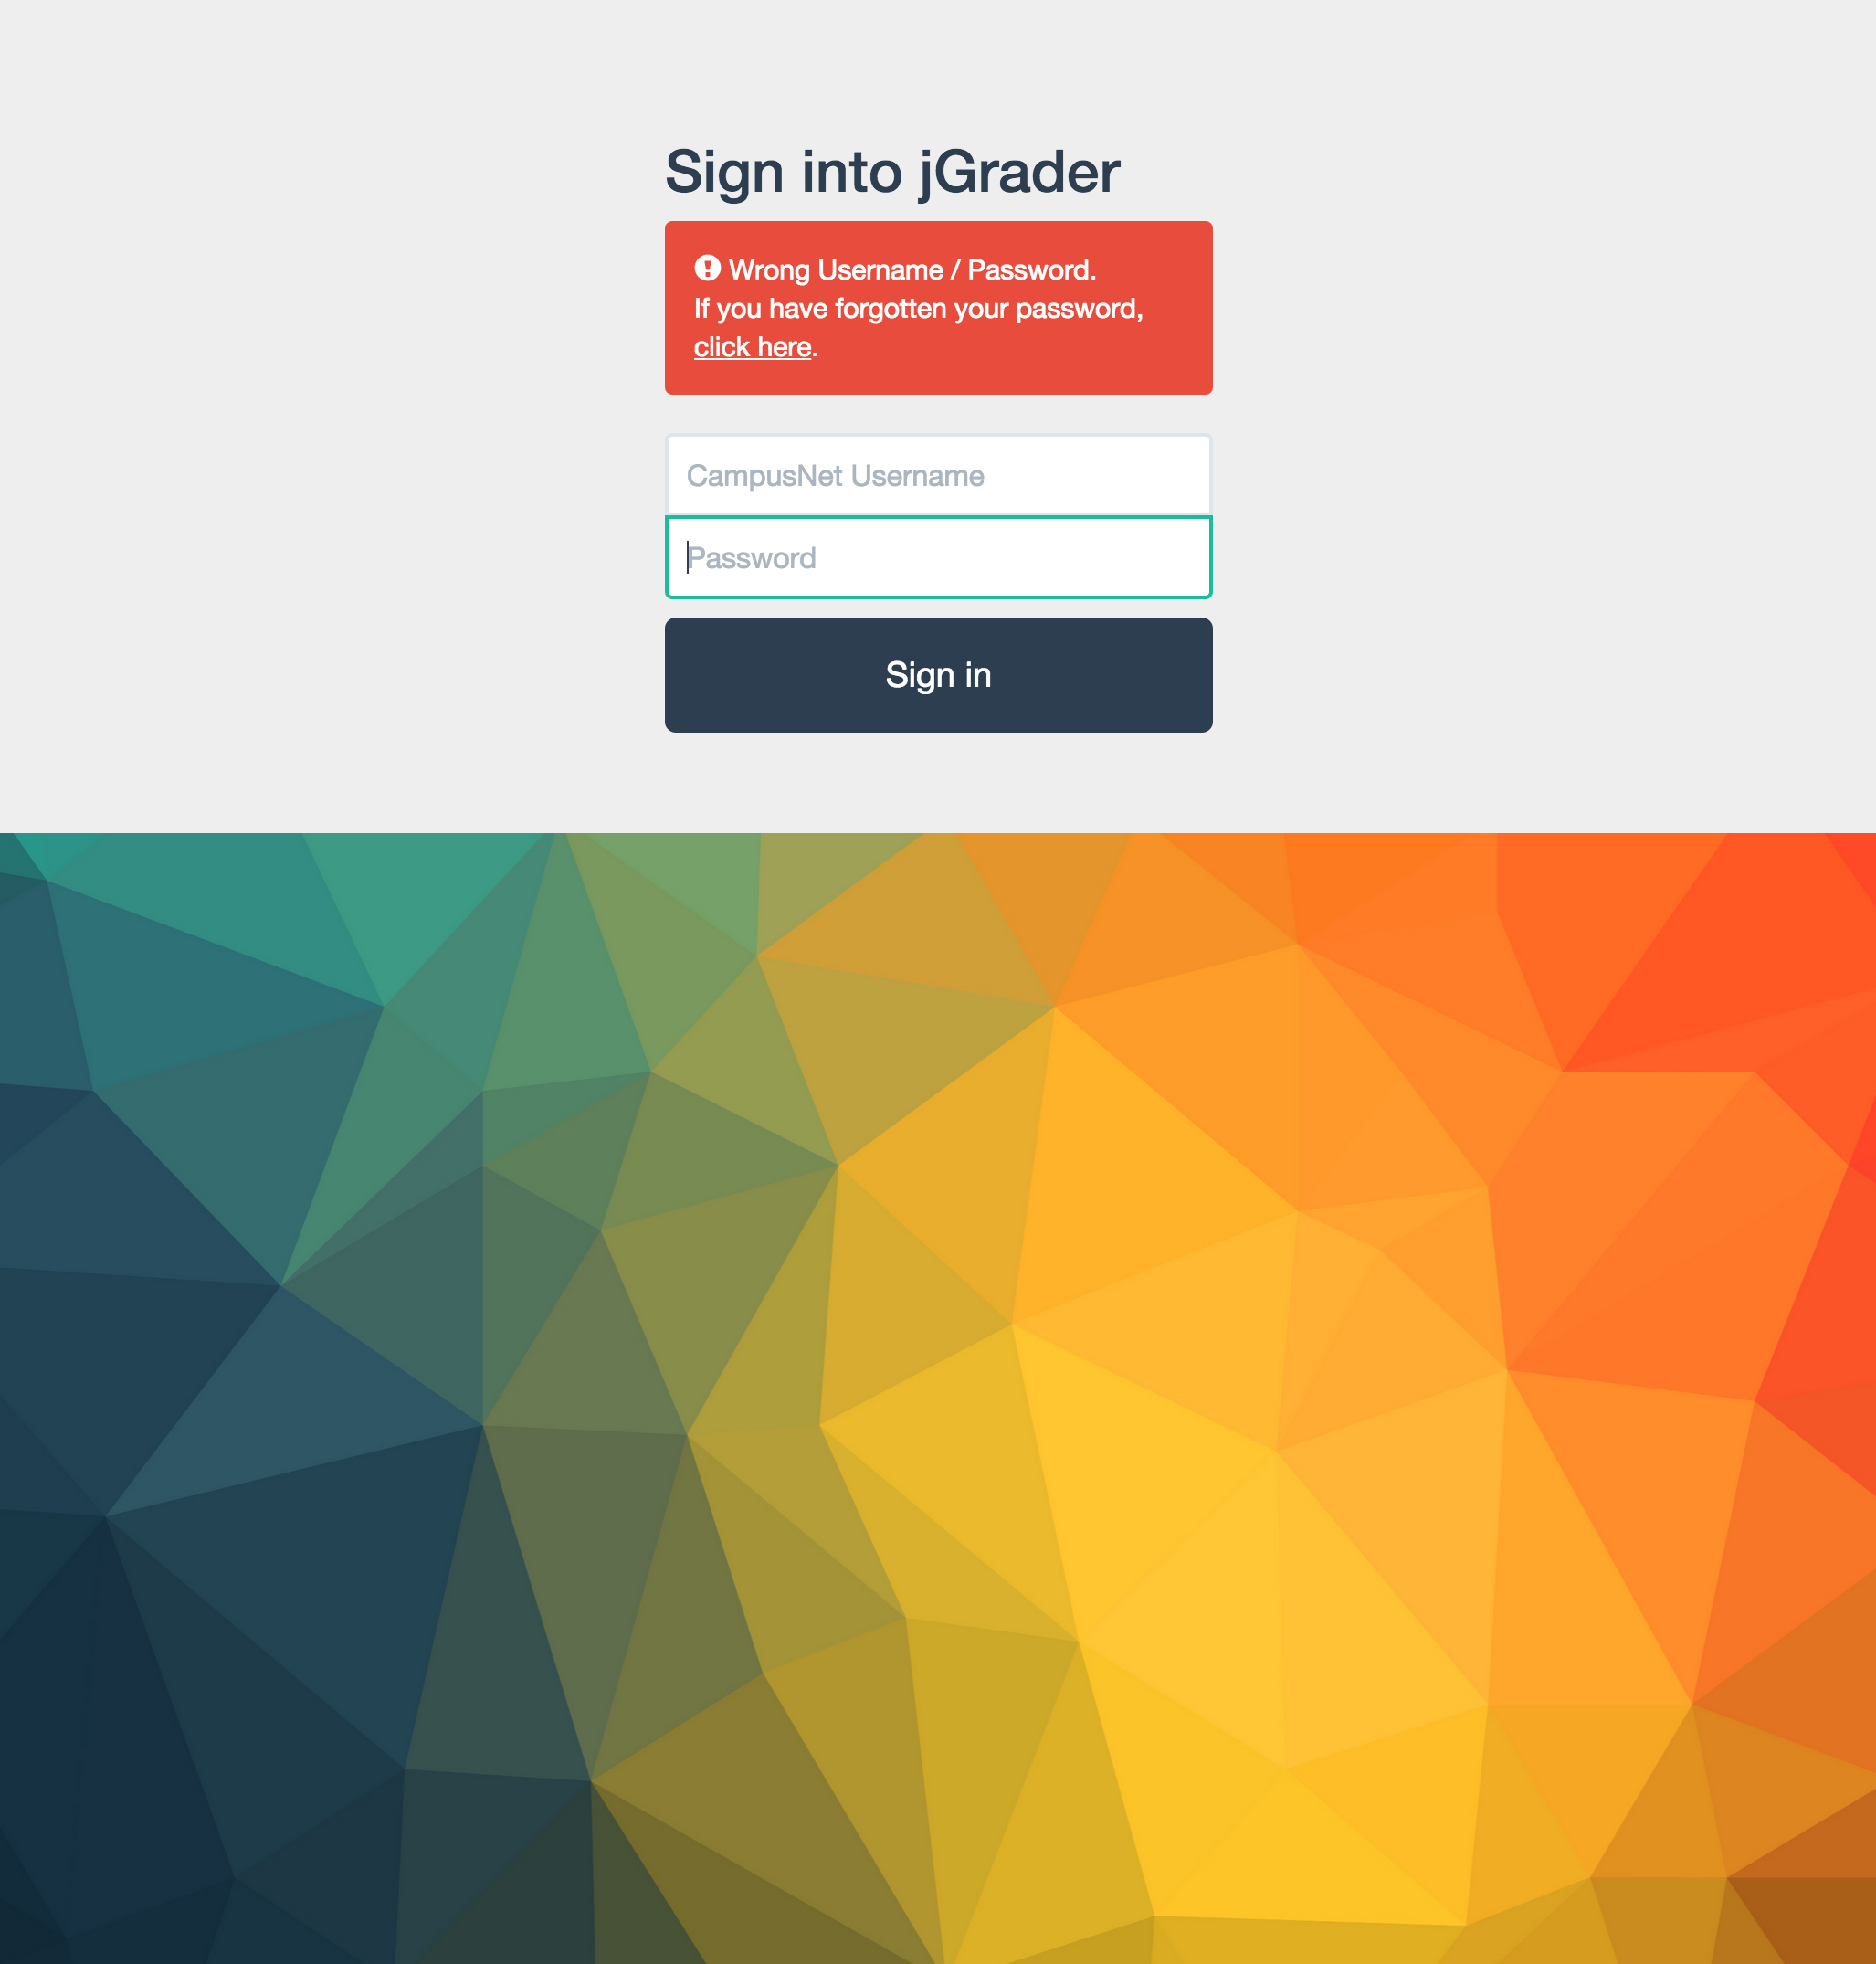 Sign into jGrader
Wrong Username / Password.
If you have forgotten your password,
click here.
CampusNet Username
Password
Sign in